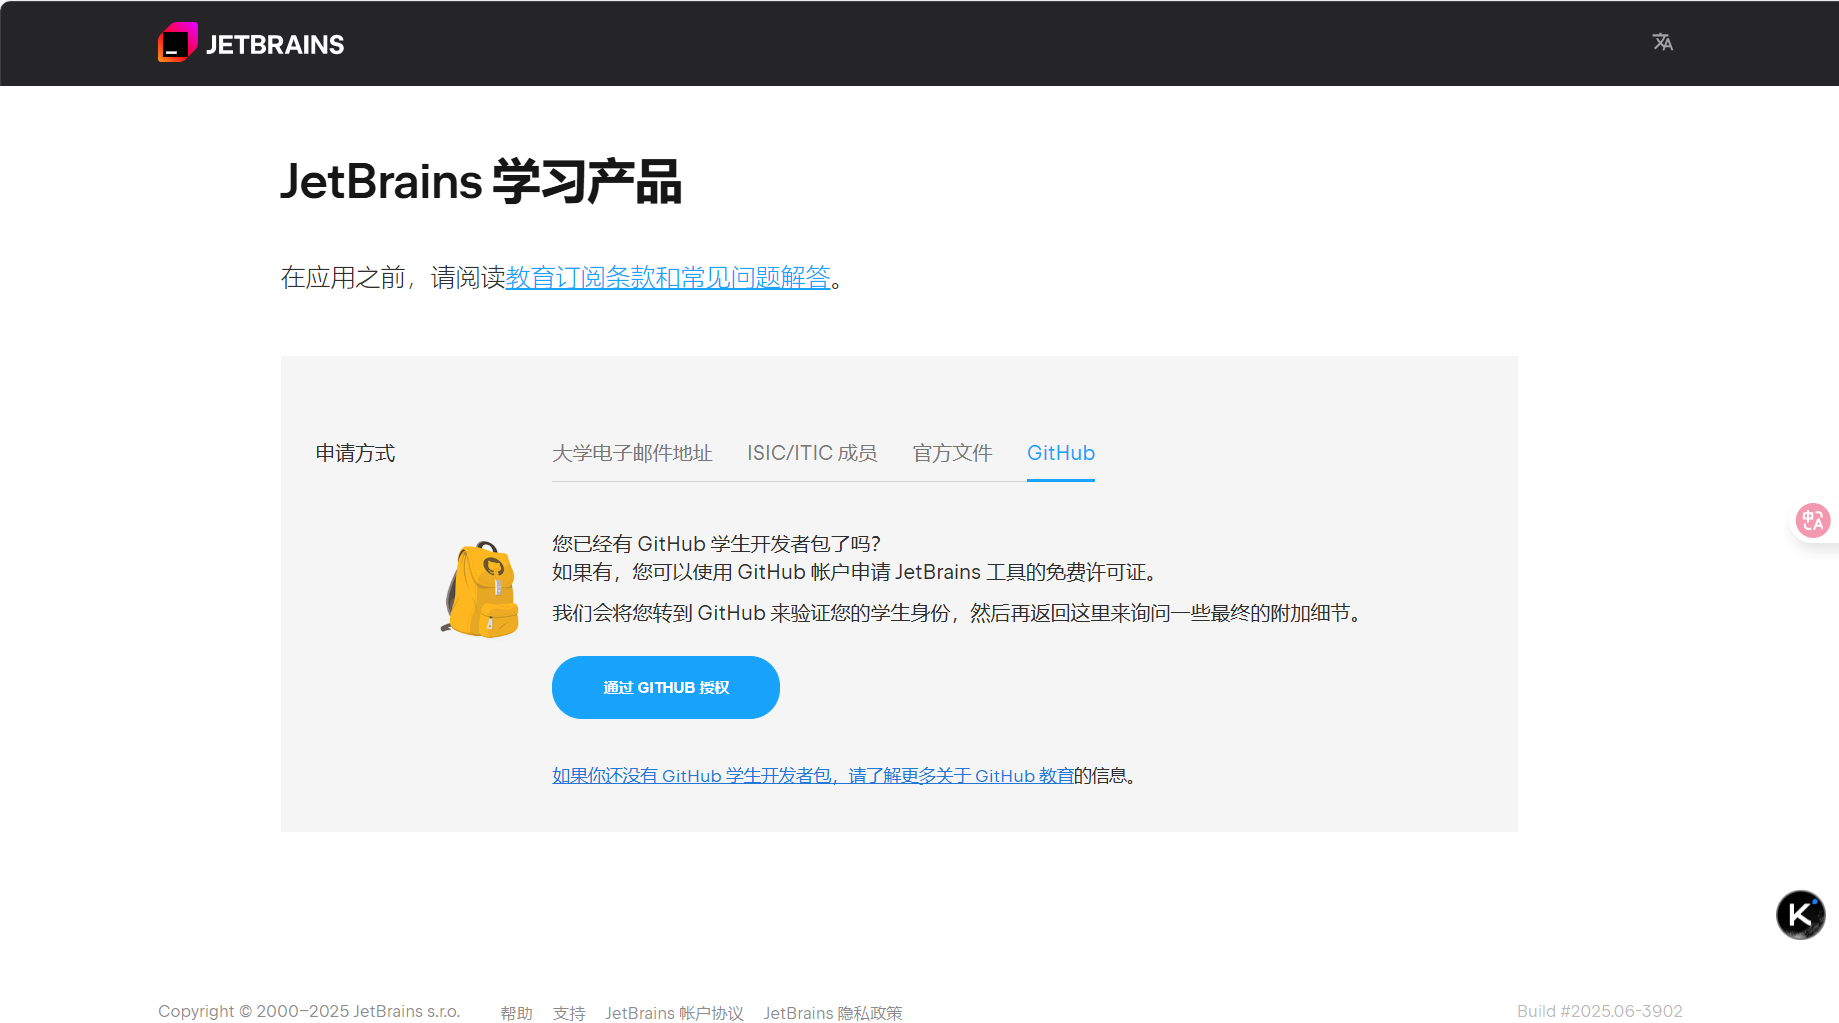 JETBRAINS
JetBrains 学习产品
在应用之前，请阅读教育订阅条款和常见问题解答。
申请方式
大学电子邮件地址 ISIC/ITIC 成员 官方文件 GitHub
您已经有 GitHub 学生开发者包了吗？
如果有，您可以使用 GitHub 帐户申请 JetBrains 工具的免费许可证。
我们会将您转到 GitHub 来验证您的学生身份，然后再返回这里来询问一些最终的附加细节。
通过 GITHUB 授权
如果你还没有 GitHub 学生开发者包，请了解更多关于 GitHub 教育的信息。
Copyright © 2000–2025 JetBrains s.r.o. 帮助 支持 JetBrains 帐户协议 JetBrains 隐私政策 Build #2025.06-3902